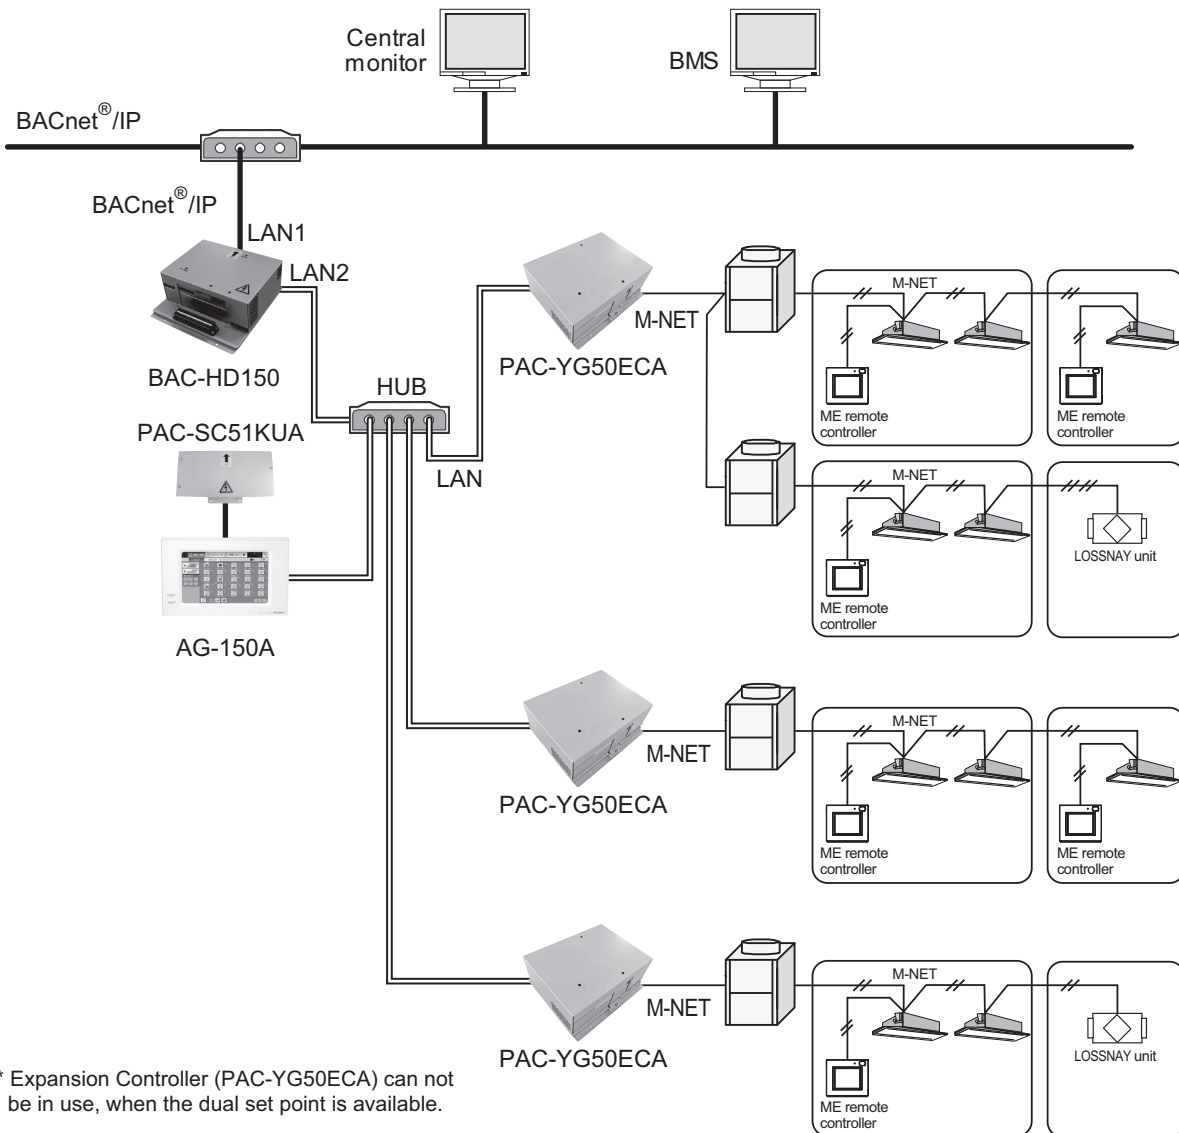 Central
monitor
BMS
BACnet®/IP
BACnet®/IP
LAN1
LAN2
BAC-HD150
PAC-SC51KUA
HUB
LAN
AG-150A
M-NET
PAC-YG50ECA
M-NET
ME remote
controller
ME remote
controller
M-NET
ME remote
controller
LOSSNAY unit
M-NET
PAC-YG50ECA
M-NET
ME remote
controller
ME remote
controller
M-NET
PAC-YG50ECA
M-NET
ME remote
controller
LOSSNAY unit
* Expansion Controller (PAC-YG50ECA) can not
be in use, when the dual set point is available.